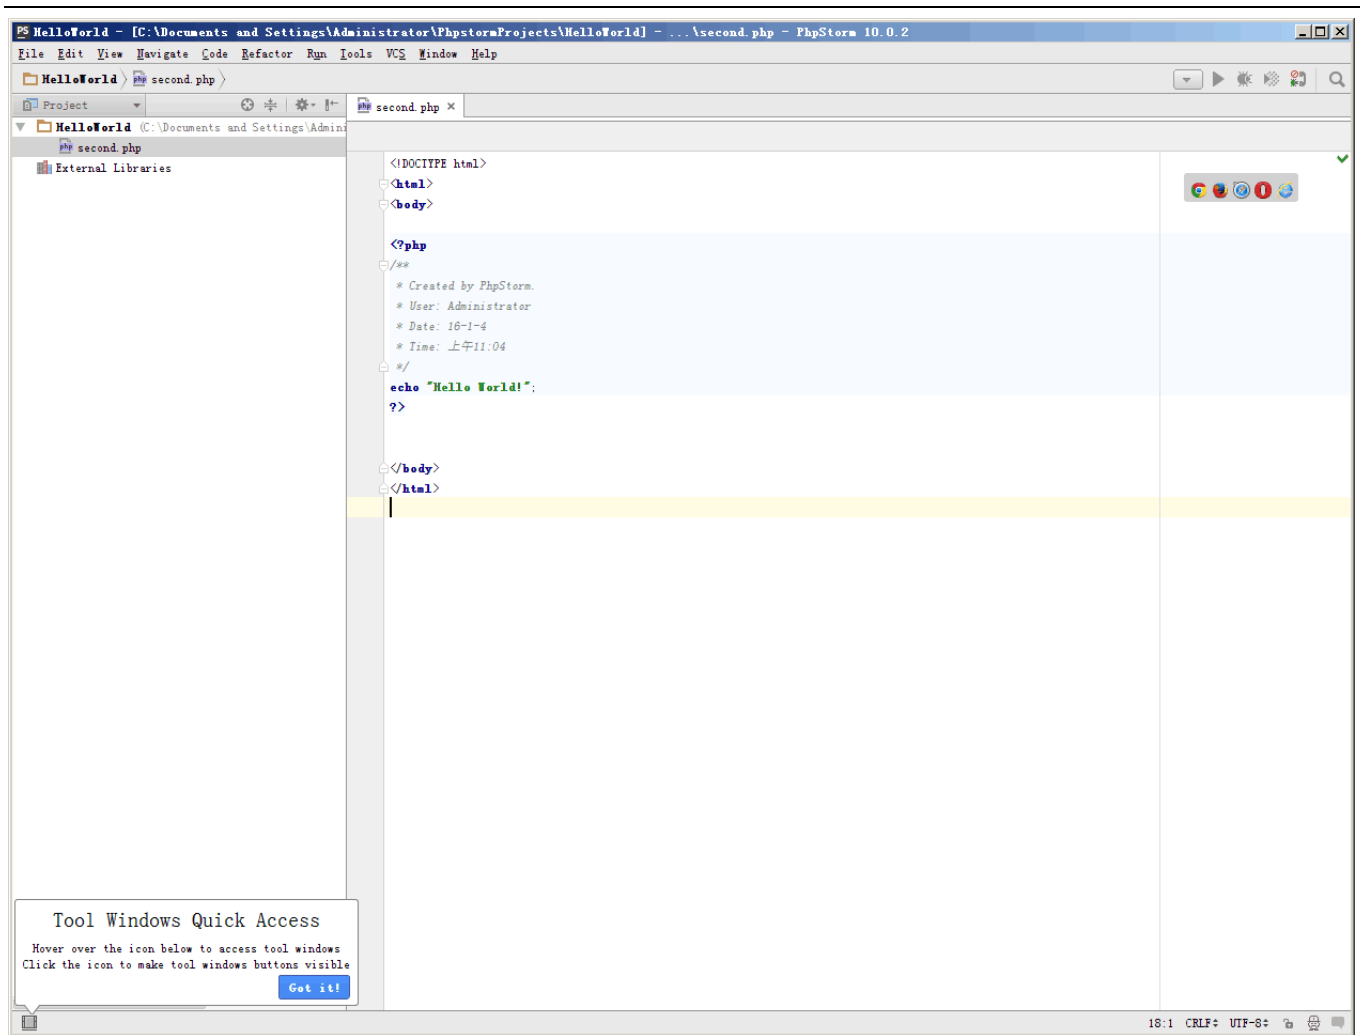 HelloWorld - [C:\Documents and Settings\Administrator\PhpstormProjects\HelloWorld] - ...\second.php - PhpStorm 10.0.2
File Edit View Navigate Code Refactor Run Tools VCS Window Help
HelloWorld second.php
Project
second.php
HelloWorld (C:\Documents and Settings\Admini
second.php
External Libraries
<!DOCTYPE html>
<html>
<body>
<?php
/**
* Created by PhpStorm.
* User: Administrator
* Date: 16-1-4
* Time: 上午11:04
*/
echo "Hello World!";
?>
</body>
</html>
Tool Windows Quick Access
Hover over the icon below to access tool windows
Click the icon to make tool windows buttons visible
Got it!
18:1 CRLF UTF-8